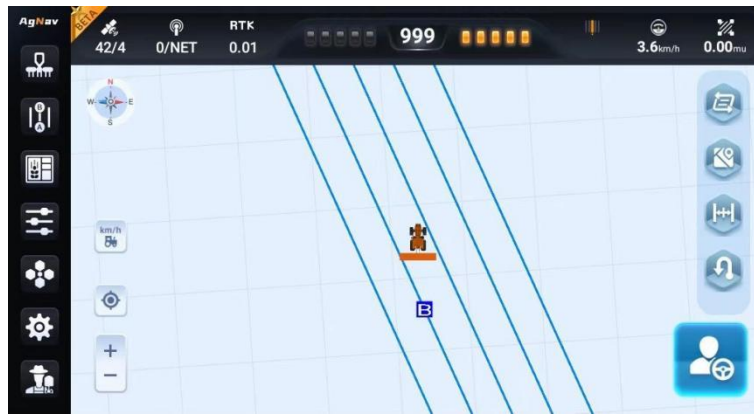 AgNav
BETA
42/4
0/NET
RTK
0.01
999
3.6km/h
0.00mu
N
W
E
S
km/h
B
A
B